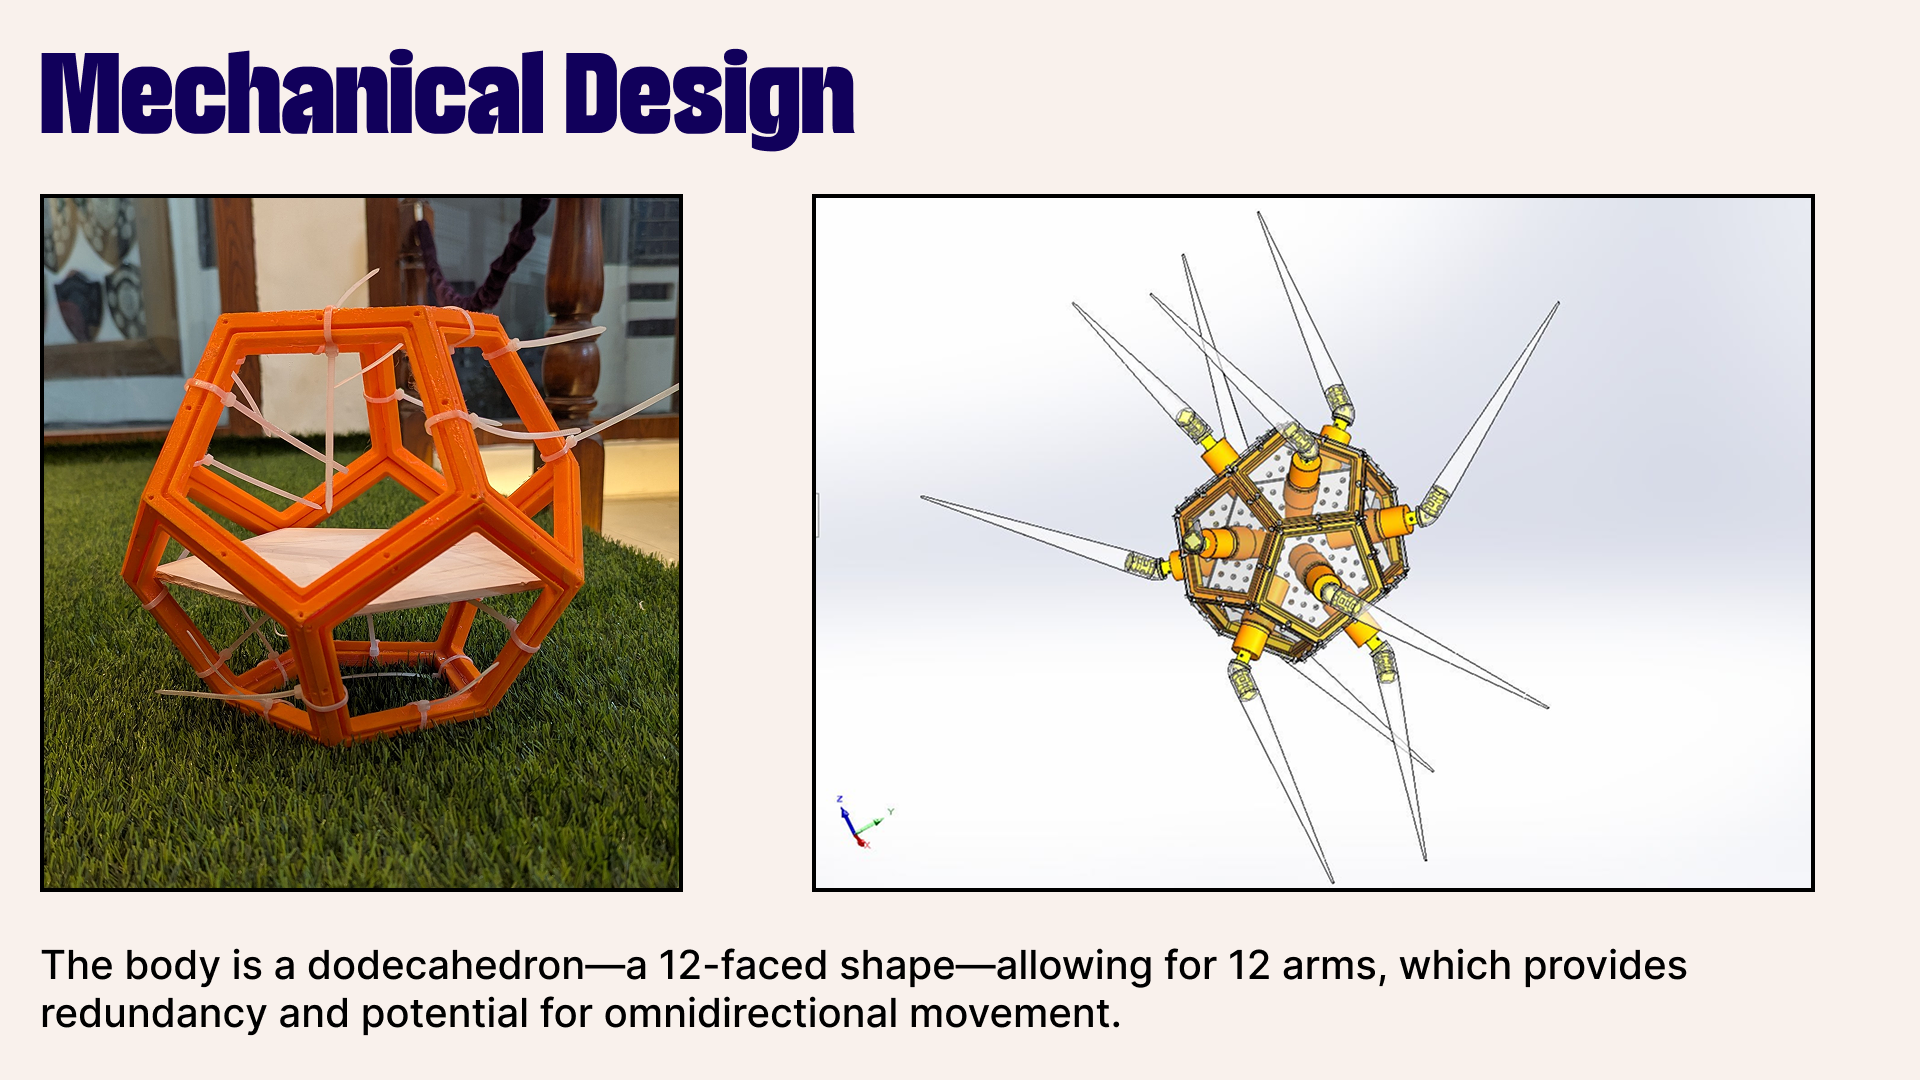 Mechanical Design
Z
Y
X
The body is a dodecahedron—a 12-faced shape—allowing for 12 arms, which provides
redundancy and potential for omnidirectional movement.